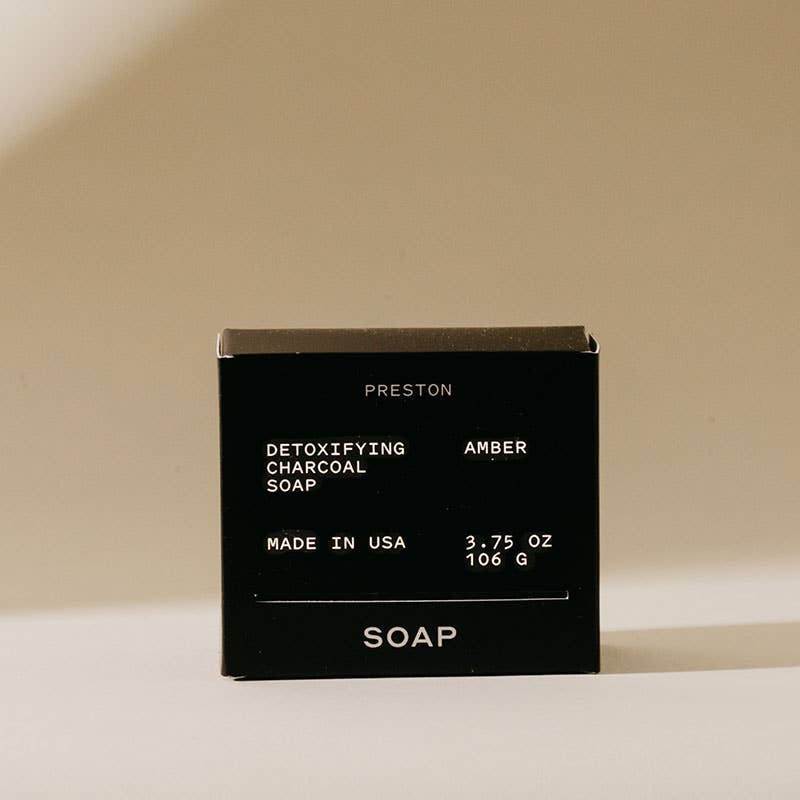 PRESTON
DETOXIFYING
CHARCOAL
SOAP
AMBER
MADE IN USA
3.75 OZ
106 G
SOAP